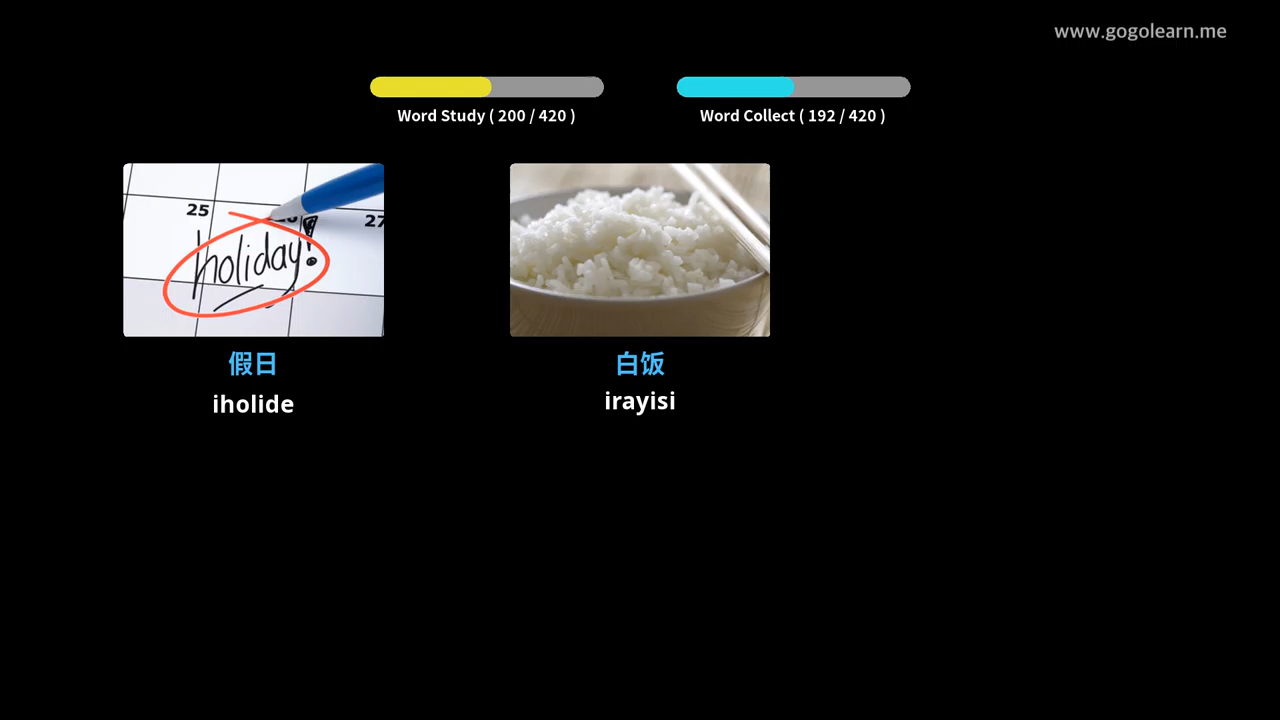 www.gogolearn.me
Word Study ( 200 / 420 )
Word Collect ( 192 / 420 )
25
27
holiday!
假日
白饭
iholide
irayisi